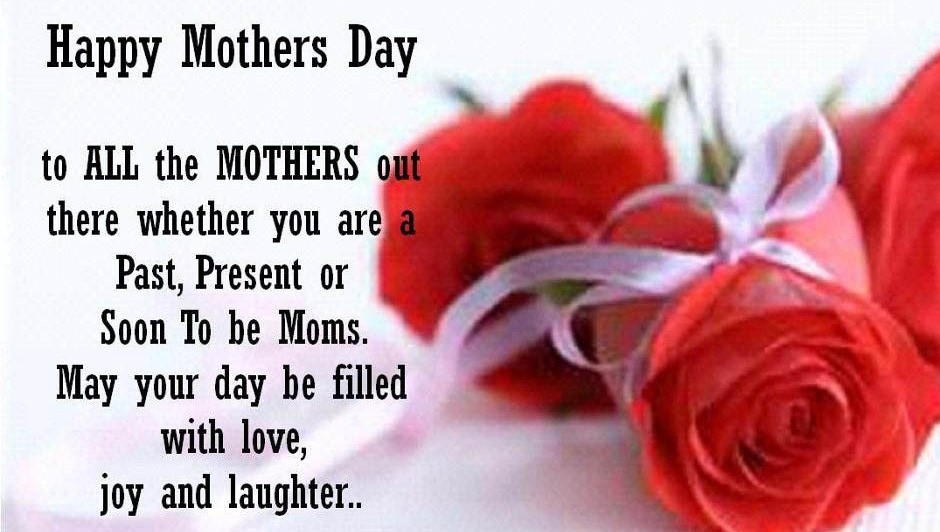 Happy Mothers Day
to ALL the MOTHERS out
there whether you are a
Past, Present or
Soon To be Moms.
May your day be filled
with love,
joy and laughter..